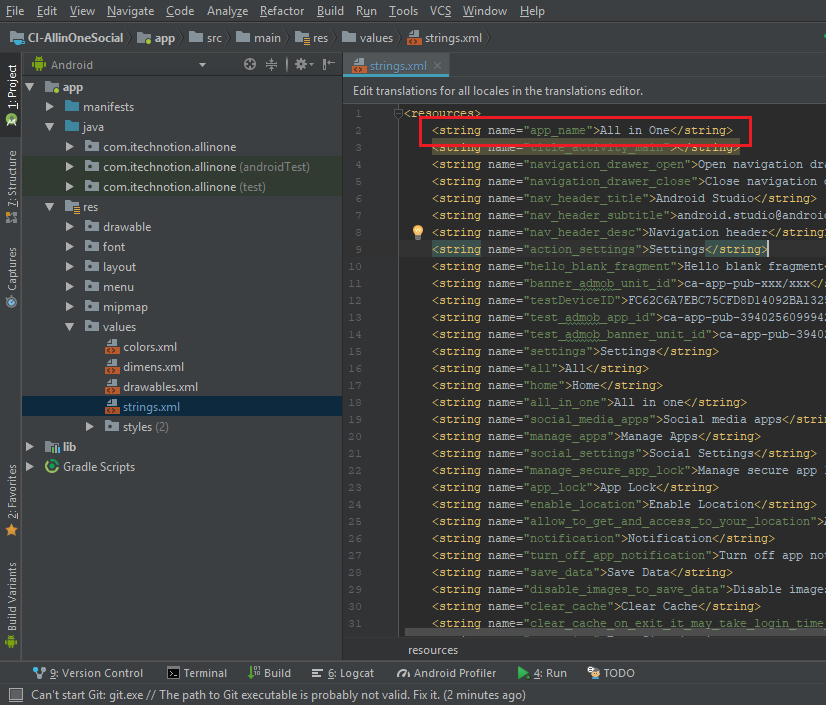 File Edit View Navigate Code Analyze Refactor Build Run Tools VCS Window Help
CI-AllinOneSocial app src main res values strings.xml
1: Project
Z: Structure
Captures
2: Favorites
Build Variants
Android
app
manifests
java
com.itechnotion.allinone
com.itechnotion.allinone (androidTest)
com.itechnotion.allinone (test)
res
drawable
font
layout
menu
mipmap
values
colors.xml
dimens.xml
drawables.xml
strings.xml
styles (2)
lib
Gradle Scripts
strings.xml
Edit translations for all locales in the translations editor.
1 <resources>
2 <string name="app_name">All in One</string>
3 <string name="title_activity_main"></string>
4 <string name="navigation_drawer_open">Open navigation dra
5 <string name="navigation_drawer_close">Close navigation
6 <string name="nav_header_title">Android Studio</string>
7 <string name="nav_header_subtitle">android.studio@android
8 <string name="nav_header_desc">Navigation header</string>
9 <string name="action_settings">Settings</string>
10 <string name="hello_blank_fragment">Hello blank fragment<
11 <string name="banner_admob_unit_id">ca-app-pub-xxx/xxx</s
12 <string name="testDeviceID">FC62C6A7EBC75CFD8D14092BA1325
13 <string name="test_admob_app_id">ca-app-pub-3940256099942
14 <string name="test_admob_banner_unit_id">ca-app-pub-3940
15 <string name="settings">Settings</string>
16 <string name="all">All</string>
17 <string name="home">Home</string>
18 <string name="all_in_one">All in one</string>
19 <string name="social_media_apps">Social media apps</strin
20 <string name="manage_apps">Manage Apps</string>
21 <string name="social_settings">Social Settings</string>
22 <string name="manage_secure_app_lock">Manage secure app
23 <string name="app_lock">App Lock</string>
24 <string name="enable_location">Enable Location</string>
25 <string name="allow_to_get_and_access_to_your_location">
26 <string name="notification">Notification</string>
27 <string name="turn_off_app_notification">Turn off app not
28 <string name="save_data">Save Data</string>
29 <string name="disable_images_to_save_data">Disable images
30 <string name="clear_cache">Clear Cache</string>
31 <string name="clear_cache_on_exit_it_may_take_login_time_
resources
9: Version Control Terminal Build 6: Logcat Android Profiler 4: Run TODO
Can't start Git: git.exe // The path to Git executable is probably not valid. Fix it. (2 minutes ago)